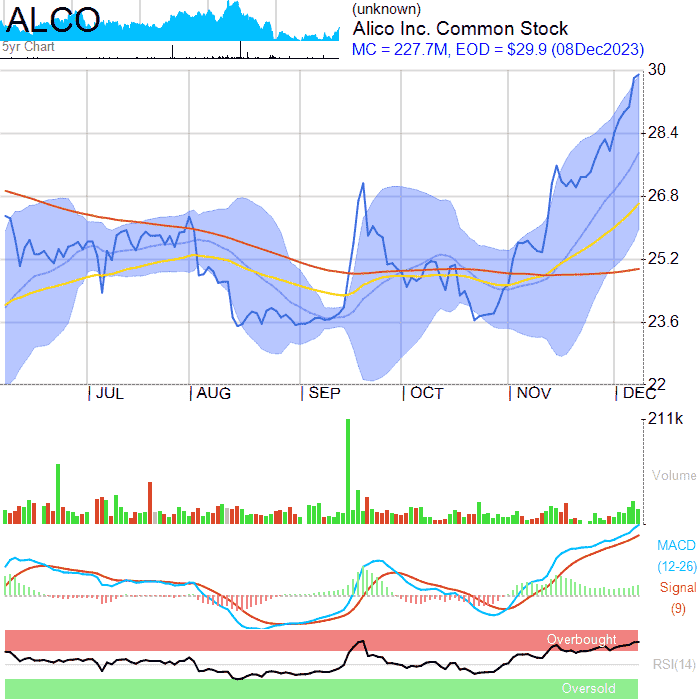 ALCO
5yr Chart
(unknown)
Alico Inc. Common Stock
MC = 227.7M, EOD = $29.9 (08Dec2023)
30
28.4
26.8
25.2
23.6
22
JUL AUG SEP OCT NOV DEC
211k
Volume
MACD
(12-26)
Signal
(9)
Overbought
RSI(14)
Oversold